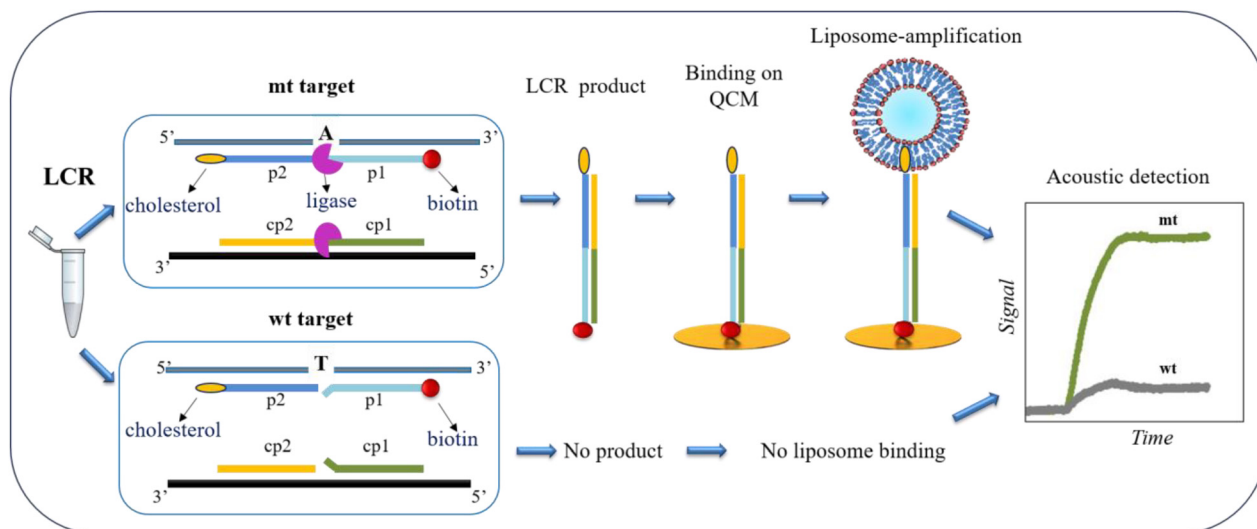 LCR
mt target
5’
A
3’
p2
p1
cholesterol
ligase
biotin
cp2
cp1
3’
5’
wt target
5’
T
3’
p2
p1
cholesterol
biotin
cp2
cp1
3’
5’
LCR product
Binding on
QCM
Liposome-amplification
No product
No liposome binding
Acoustic detection
Signal
mt
wt
Time